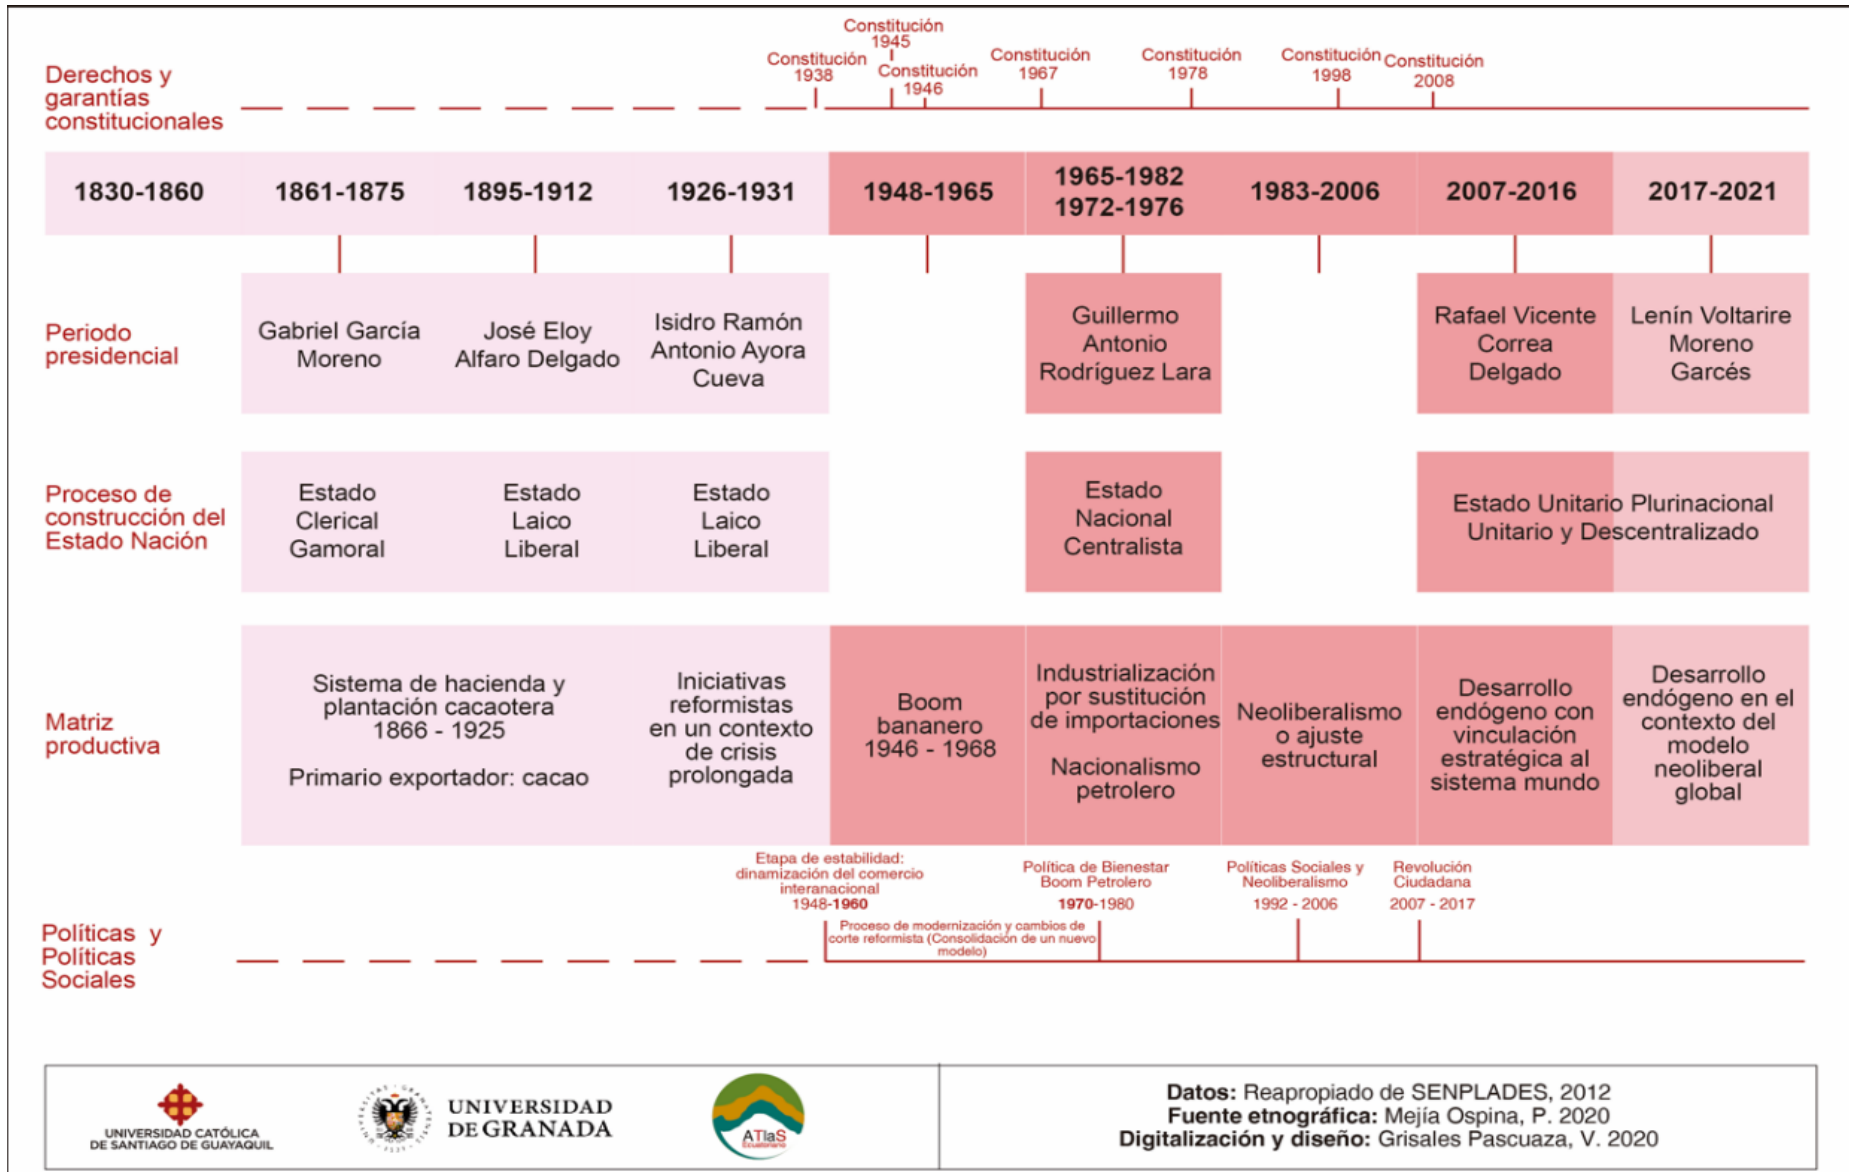 Derechos y
garantías
constitucionales
Constitución
1938
Constitución
1945
Constitución
1946
Constitución
1967
Constitución
1978
Constitución
1998
Constitución
2008
1830-1860
1861-1875
1895-1912
1926-1931
1948-1965
1965-1982
1972-1976
1983-2006
2007-2016
2017-2021
Periodo
presidencial
Gabriel García
Moreno
José Eloy
Alfaro Delgado
Isidro Ramón
Antonio Ayora
Cueva
Guillermo
Antonio
Rodríguez Lara
Rafael Vicente
Correa
Delgado
Lenín Voltarire
Moreno
Garcés
Proceso de
construcción del
Estado Nación
Estado
Clerical
Gamoral
Estado
Laico
Liberal
Estado
Laico
Liberal
Estado
Nacional
Centralista
Estado Unitario Plurinacional
Unitario y Descentralizado
Matriz
productiva
Sistema de hacienda y
plantación cacaotera
1866 - 1925
Primario exportador: cacao
Iniciativas
reformistas
en un contexto
de crisis
prolongada
Boom
bananero
1946 - 1968
Industrialización
por sustitución
de importaciones
Nacionalismo
petrolero
Neoliberalismo
o ajuste
estructural
Desarrollo
endógeno con
vinculación
estratégica al
sistema mundo
Desarrollo
endógeno en el
contexto del
modelo
neoliberal
global
Políticas y
Políticas
Sociales
Etapa de estabilidad:
dinamización del comercio
interanacional
1948-1960
Proceso de modernización y cambios de
corte reformista (Consolidación de un nuevo
modelo)
Política de Bienestar
Boom Petrolero
1970-1980
Políticas Sociales y
Neoliberalismo
1992 - 2006
Revolución
Ciudadana
2007 - 2017
UNIVERSIDAD CATÓLICA
DE SANTIAGO DE GUAYAQUIL
UNIVERSIDAD
DE GRANADA
ATlaS
Ecuatoriano
Datos: Reapropiado de SENPLADES, 2012
Fuente etnográfica: Mejía Ospina, P. 2020
Digitalización y diseño: Grisales Pascuaza, V. 2020